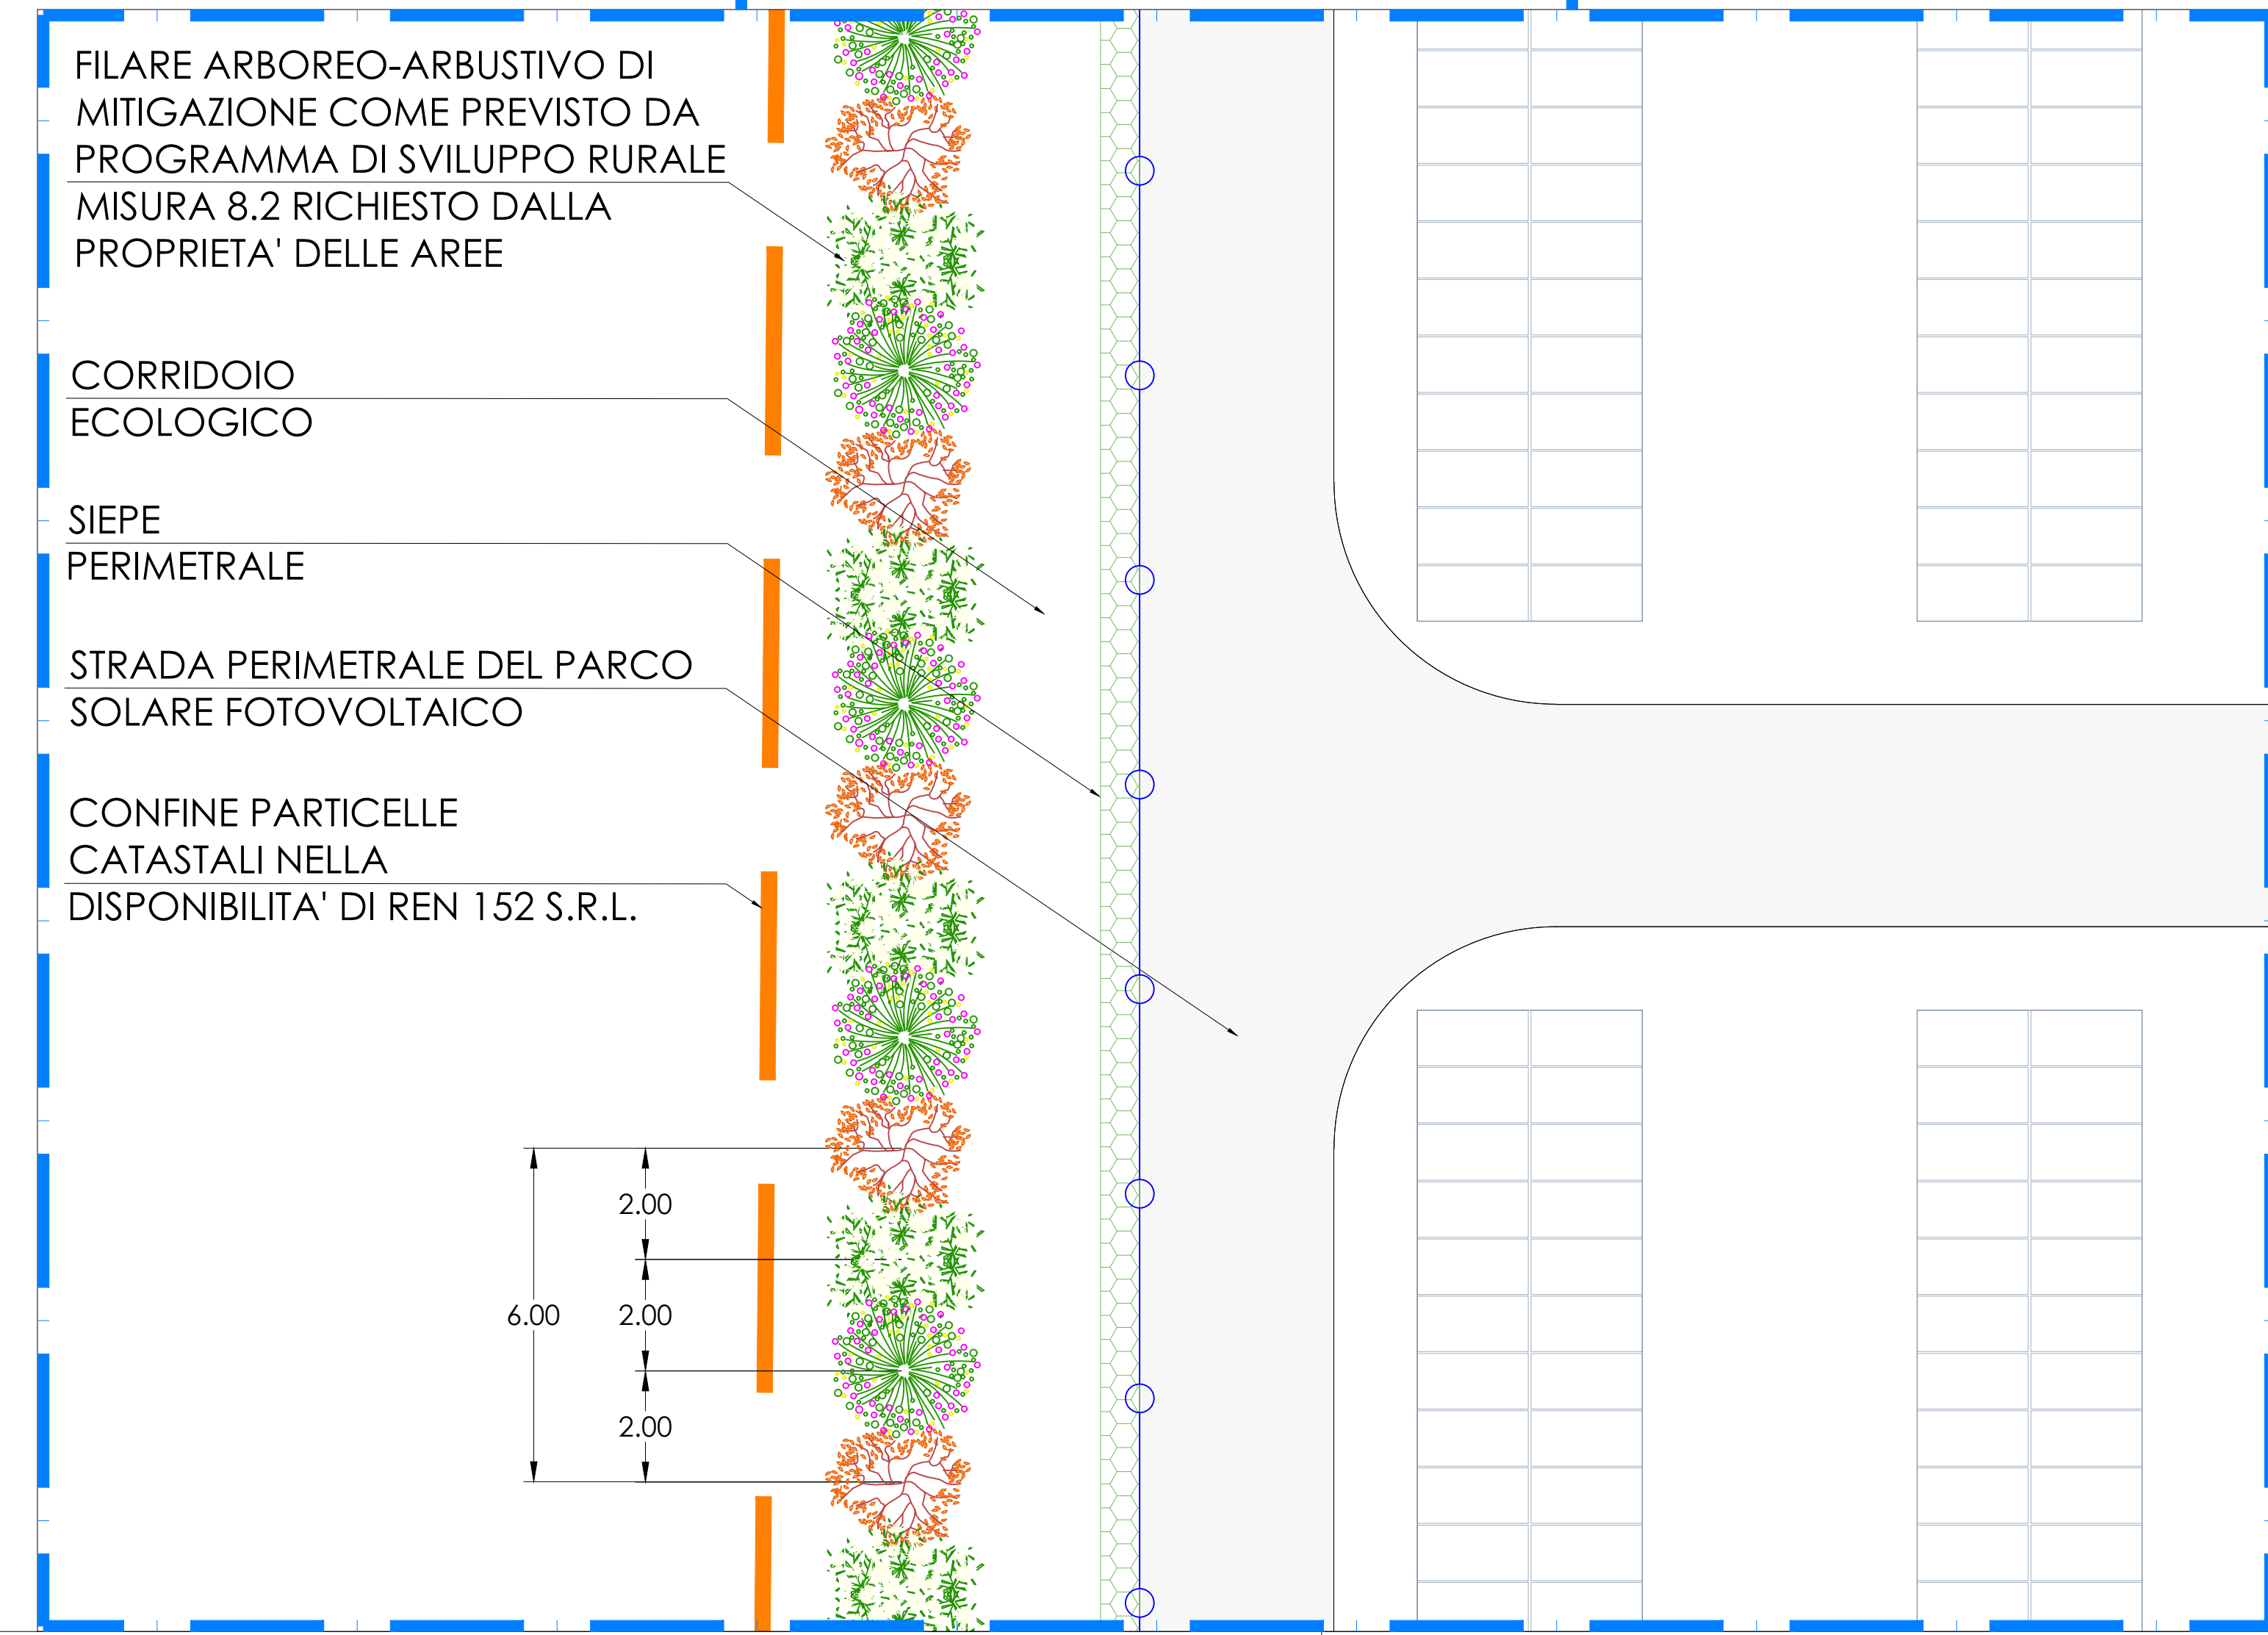 FILARE ARBOREO-ARBUSTIVO DI
MITIGAZIONE COME PREVISTO DA
PROGRAMMA DI SVILUPPO RURALE
MISURA 8.2 RICHIESTO DALLA
PROPRIETA' DELLE AREE
CORRIDOIO
ECOLOGICO
SIEPE
PERIMETRALE
STRADA PERIMETRALE DEL PARCO
SOLARE FOTOVOLTAICO
CONFINE PARTICELLE
CATASTALI NELLA
DISPONIBILITA' DI REN 152 S.R.L.
2.00
6.00
2.00
2.00